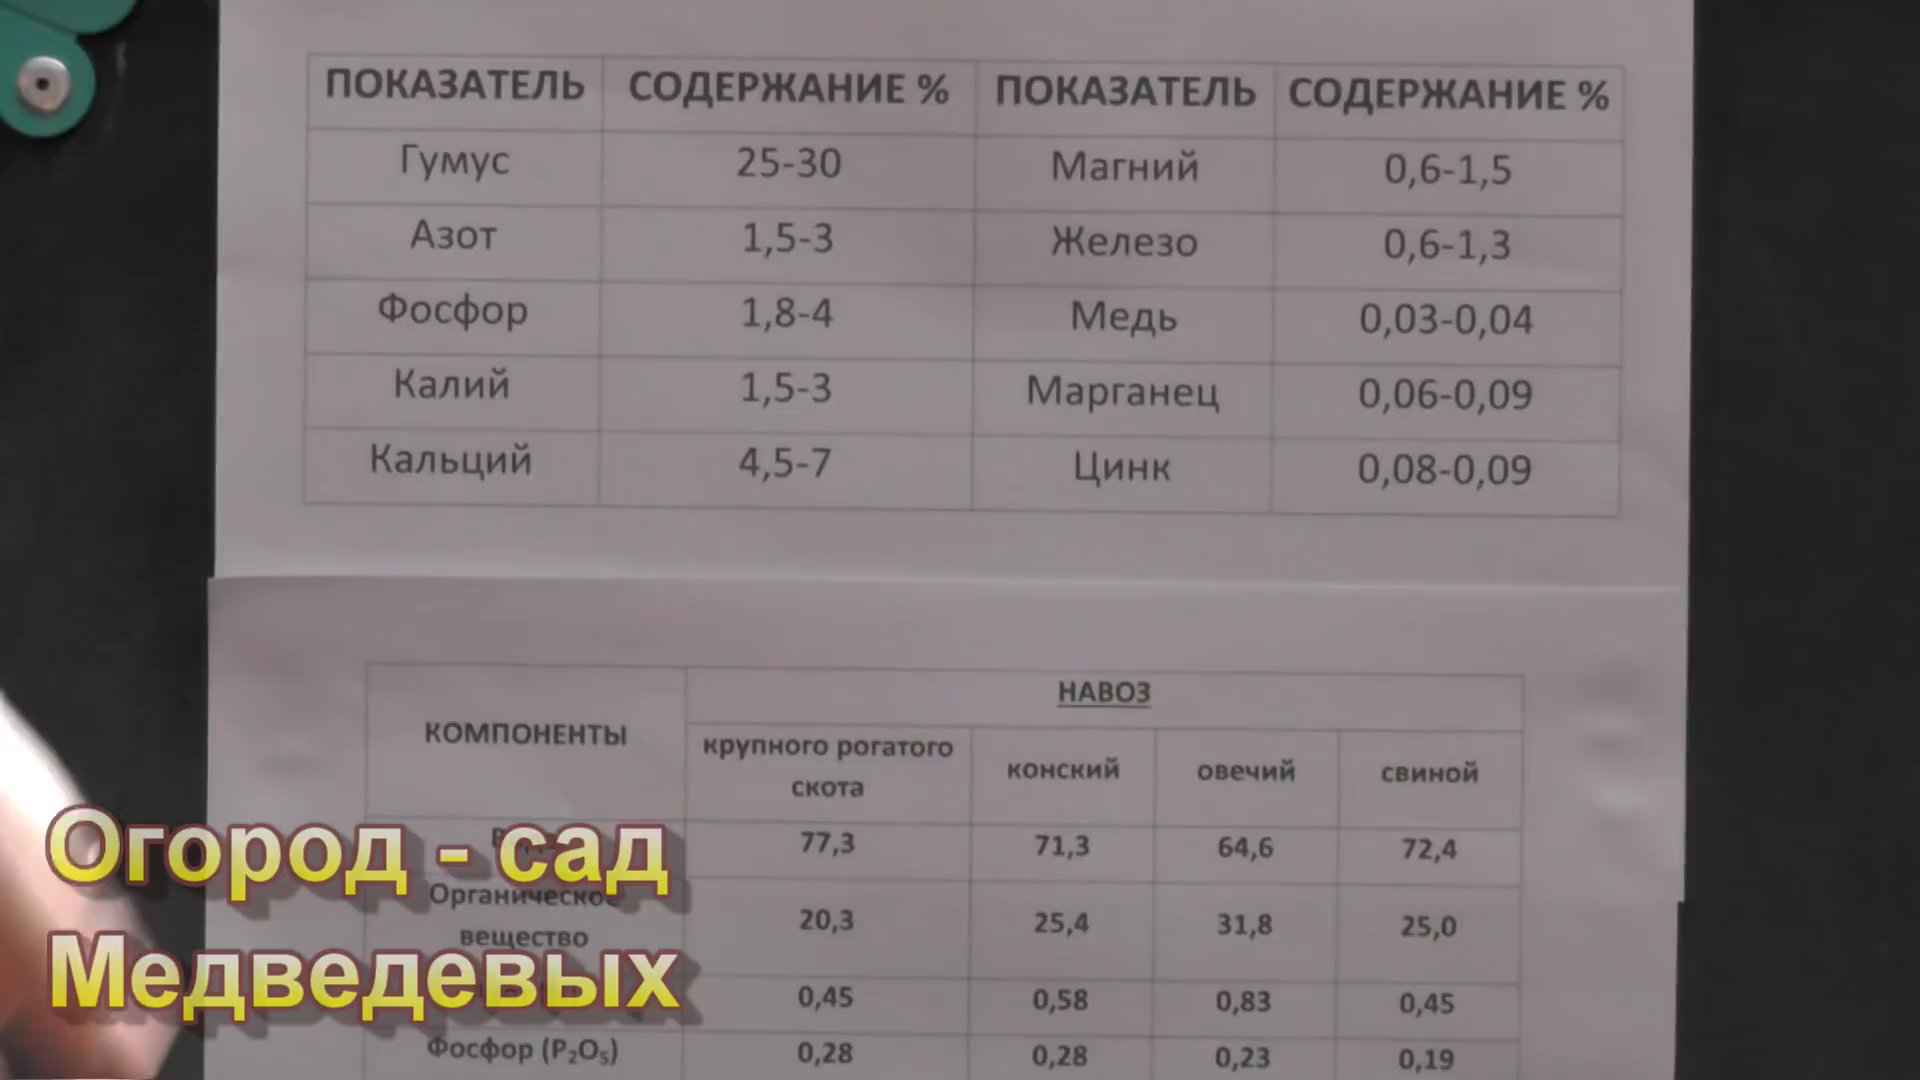 ПОКАЗАТЕЛЬ СОДЕРЖАНИЕ % ПОКАЗАТЕЛЬ СОДЕРЖАНИЕ %
Гумус 25-30 Магний 0,6-1,5
Азот 1,5-3 Железо 0,6-1,3
Фосфор 1,8-4 Медь 0,03-0,04
Калий 1,5-3 Марганец 0,06-0,09
Кальций 4,5-7 Цинк 0,08-0,09
КОМПОНЕНТЫ НАВОЗ
крупного рогатого скота конский овечий свиной
77,3 71,3 64,6 72,4
Органическое вещество 20,3 25,4 31,8 25,0
0,45 0,58 0,83 0,45
Фосфор (P₂O₅) 0,28 0,28 0,23 0,19
Огород - сад
Медведевых